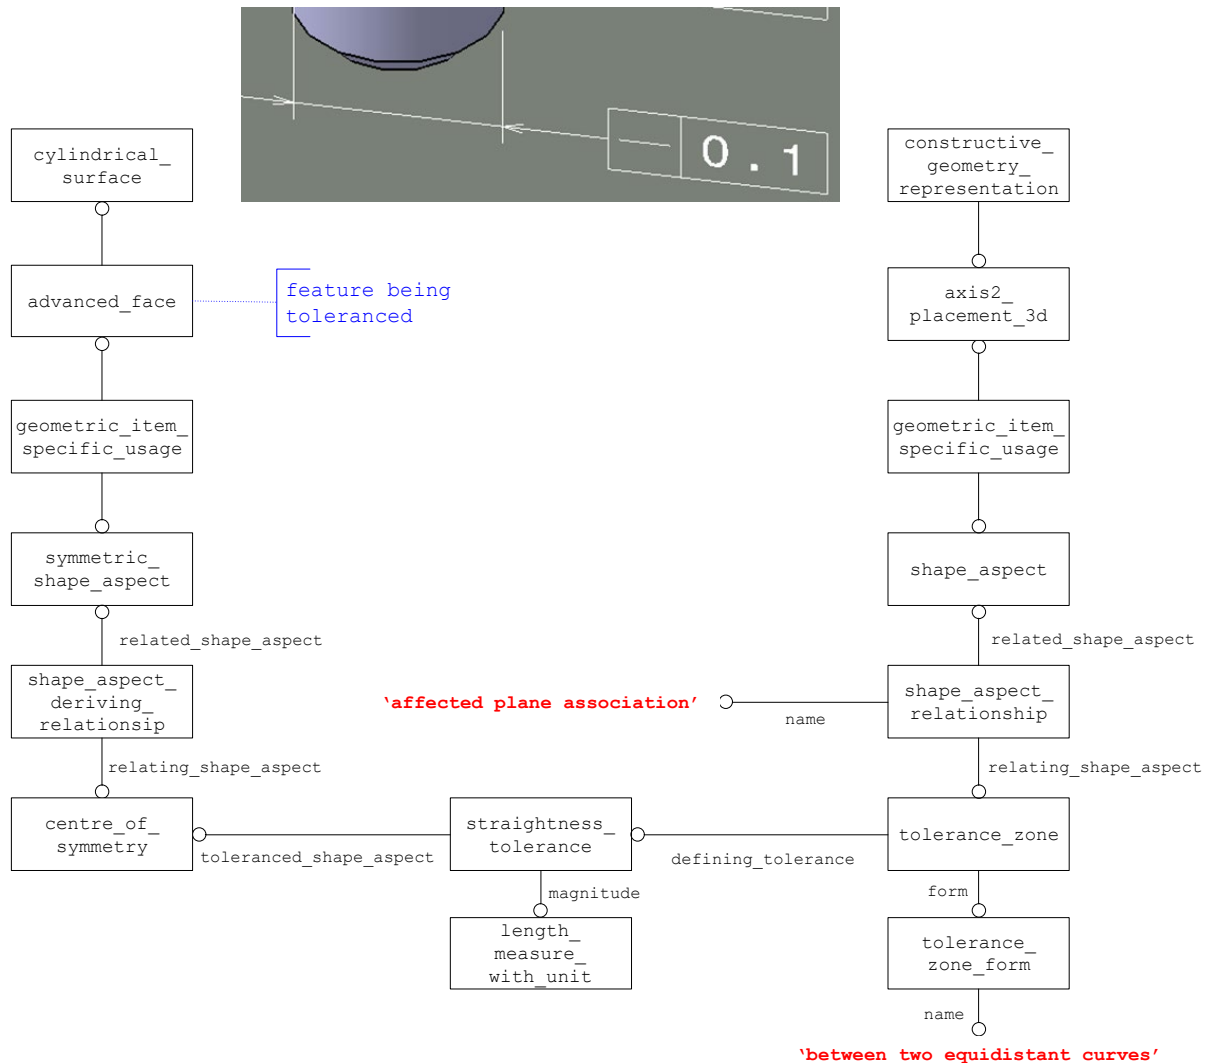 0.1
cylindrical_
surface
constructive_
geometry_
representation
advanced_face
feature being
toleranced
axis2_
placement_3d
geometric_item_
specific_usage
geometric_item_
specific_usage
symmetric_
shape_aspect
shape_aspect
related_shape_aspect
related_shape_aspect
shape_aspect_
deriving_
relationsip
‘affected plane association’
name
shape_aspect_
relationship
relating_shape_aspect
relating_shape_aspect
centre_of_
symmetry
toleranced_shape_aspect
straightness_
tolerance
defining_tolerance
tolerance_zone
magnitude
form
length_
measure_
with_unit
tolerance_
zone_form
name
‘between two equidistant curves’